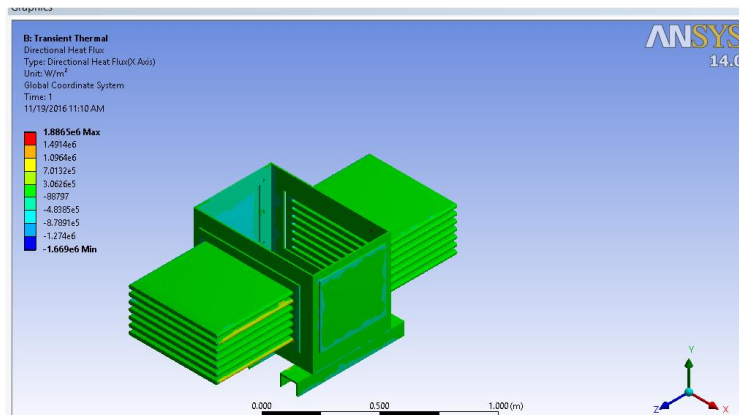 Graphics
B: Transient Thermal
Directional Heat Flux
Type: Directional Heat Flux(X Axis)
Unit: W/m²
Global Coordinate System
Time: 1
11/19/2016 11:10 AM
1.8865e6 Max
1.4914e6
1.0964e6
7.0132e5
3.0626e5
-88797
-4.8385e5
-8.7891e5
-1.274e6
-1.669e6 Min
ANSYS
14.0
0.000
0.500
1.000 (m)
Y
Z
X